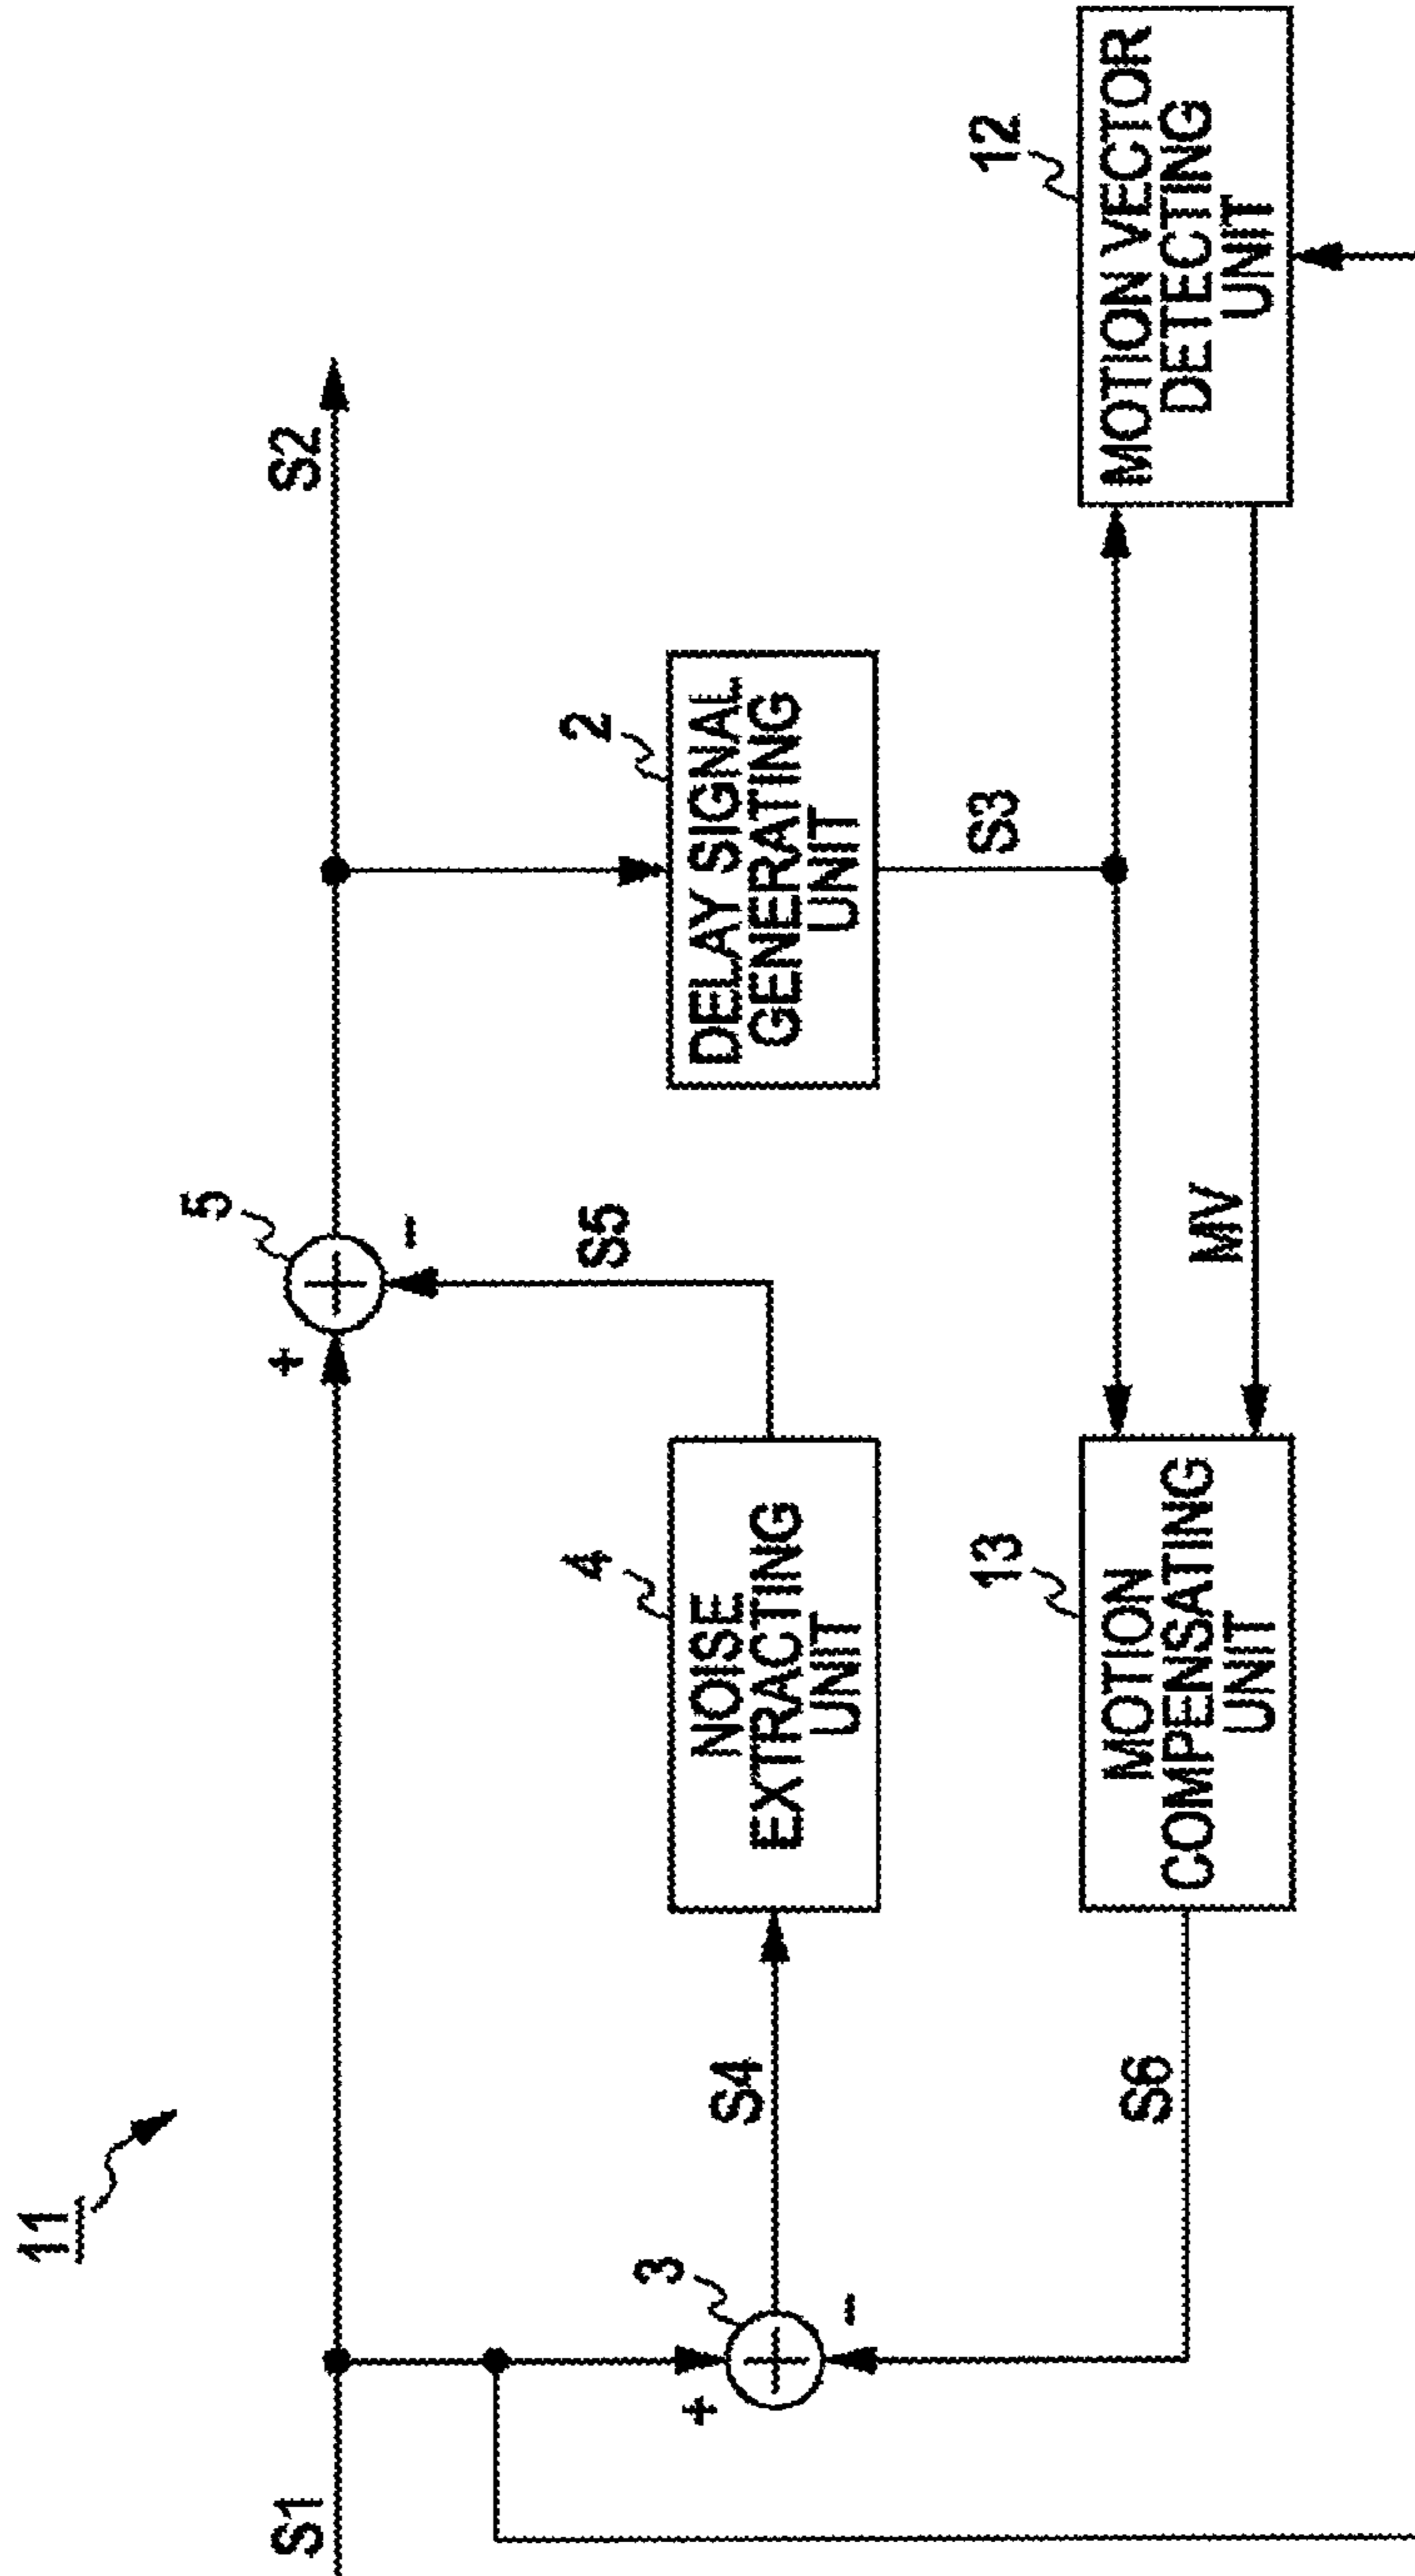 11
S1
S2
5
+
-
S5
2
DELAY SIGNAL
GENERATING
UNIT
4
NOISE
EXTRACTING
UNIT
S4
3
+
-
S3
12
MOTION VECTOR
DETECTING
UNIT
13
MOTION
COMPENSATING
UNIT
MV
S6